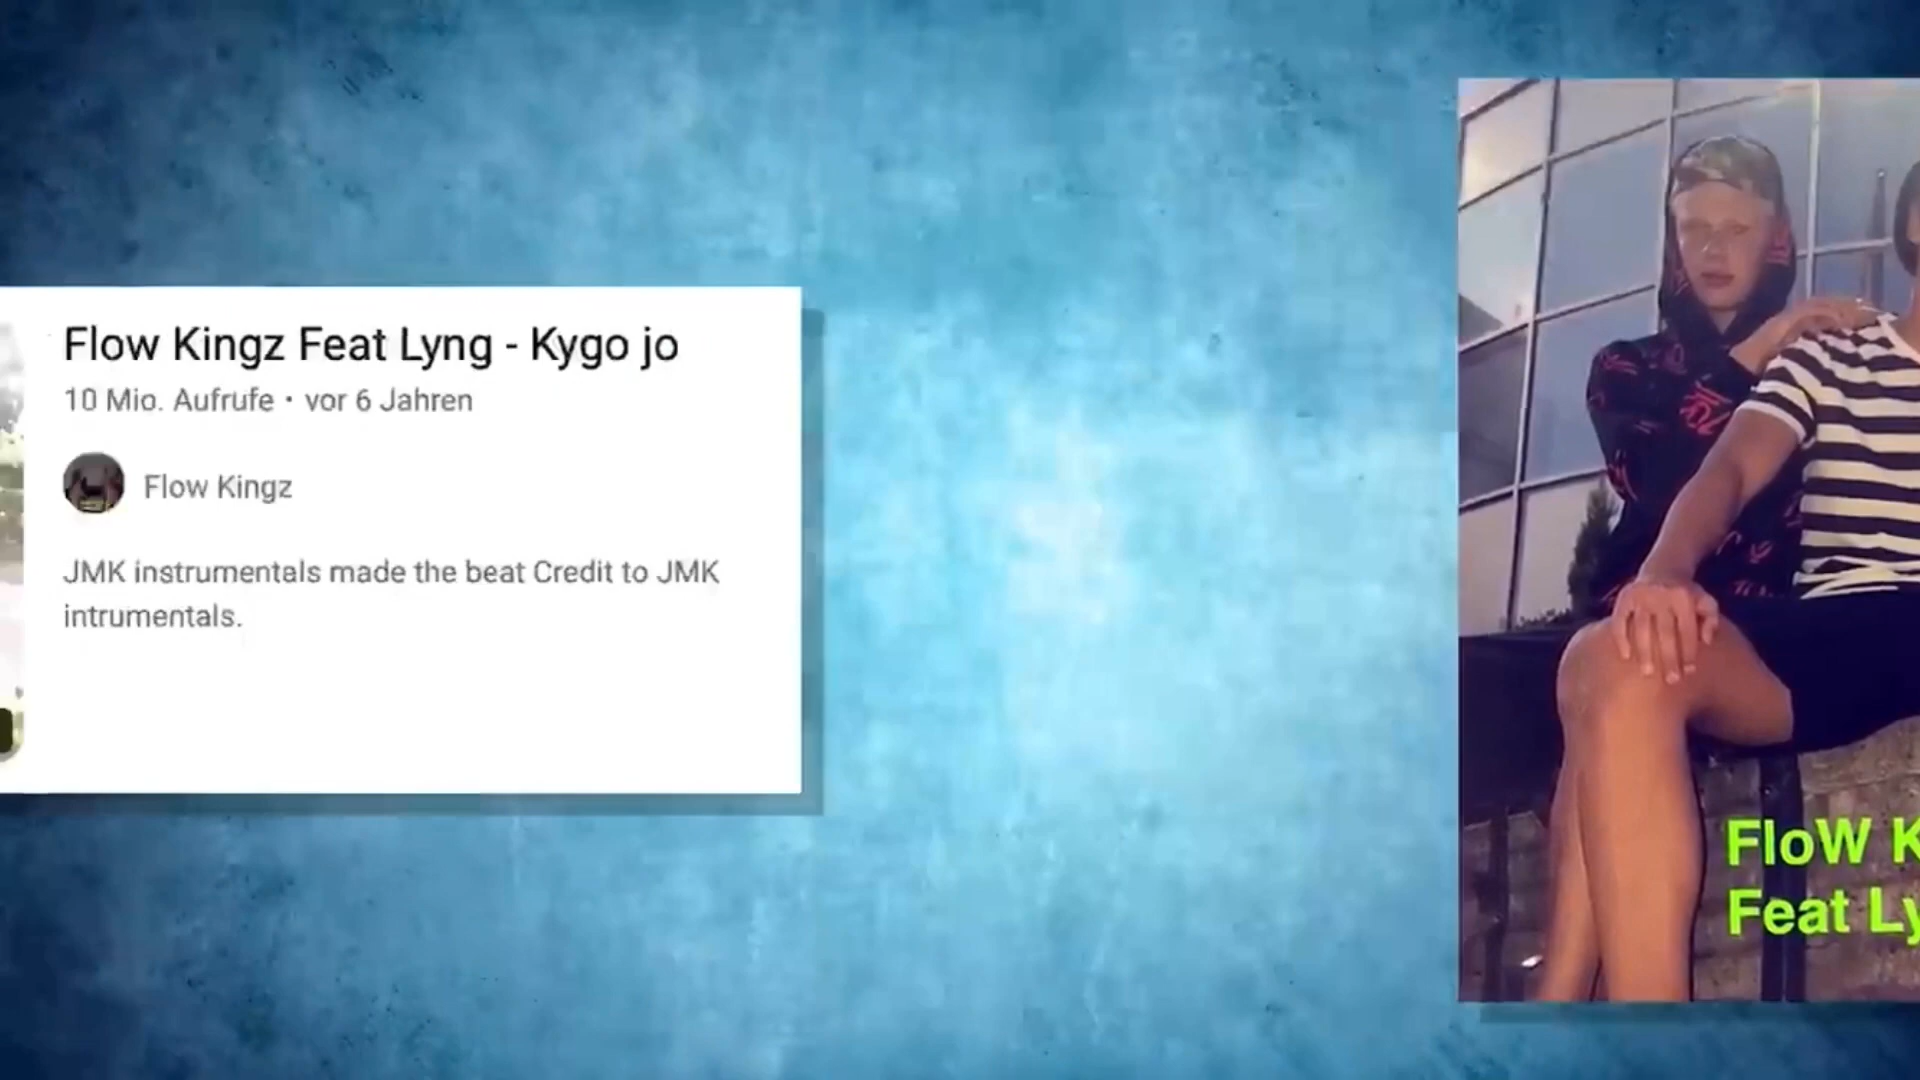 Flow Kingz Feat Lyng - Kygo jo
10 Mio. Aufrufe • vor 6 Jahren
Flow Kingz
JMK instrumentals made the beat Credit to JMK
intrumentals.
FloW K
Feat Ly